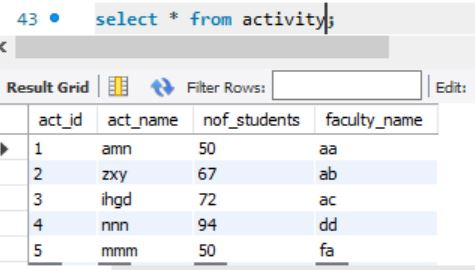 43 select * from activity;
Result Grid Filter Rows: Edit:
act_id act_name nof_students faculty_name
1 amn 50 aa
2 zxy 67 ab
3 ihgd 72 ac
4 nnn 94 dd
5 mmm 50 fa